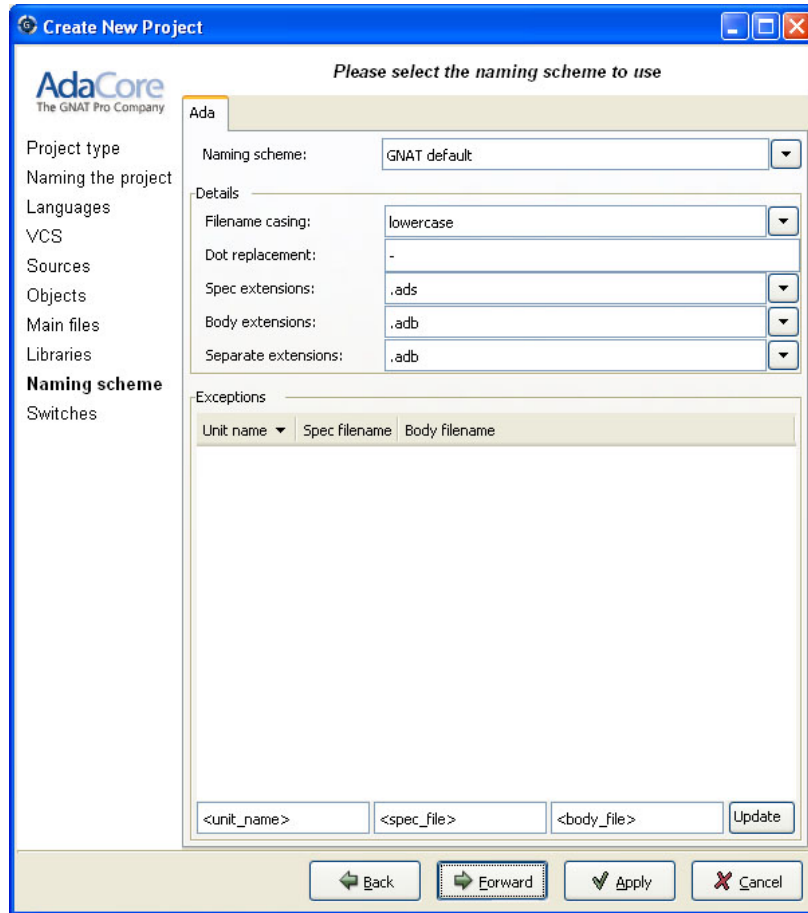 Create New Project
AdaCore
The GNAT Pro Company
Project type
Naming the project
Languages
VCS
Sources
Objects
Main files
Libraries
Naming scheme
Switches
Please select the naming scheme to use
Ada
Naming scheme: GNAT default
Details
Filename casing: lowercase
Dot replacement: -
Spec extensions: .ads
Body extensions: .adb
Separate extensions: .adb
Exceptions
Unit name Spec filename Body filename
<unit_name> <spec_file> <body_file> Update
Back Forward Apply Cancel